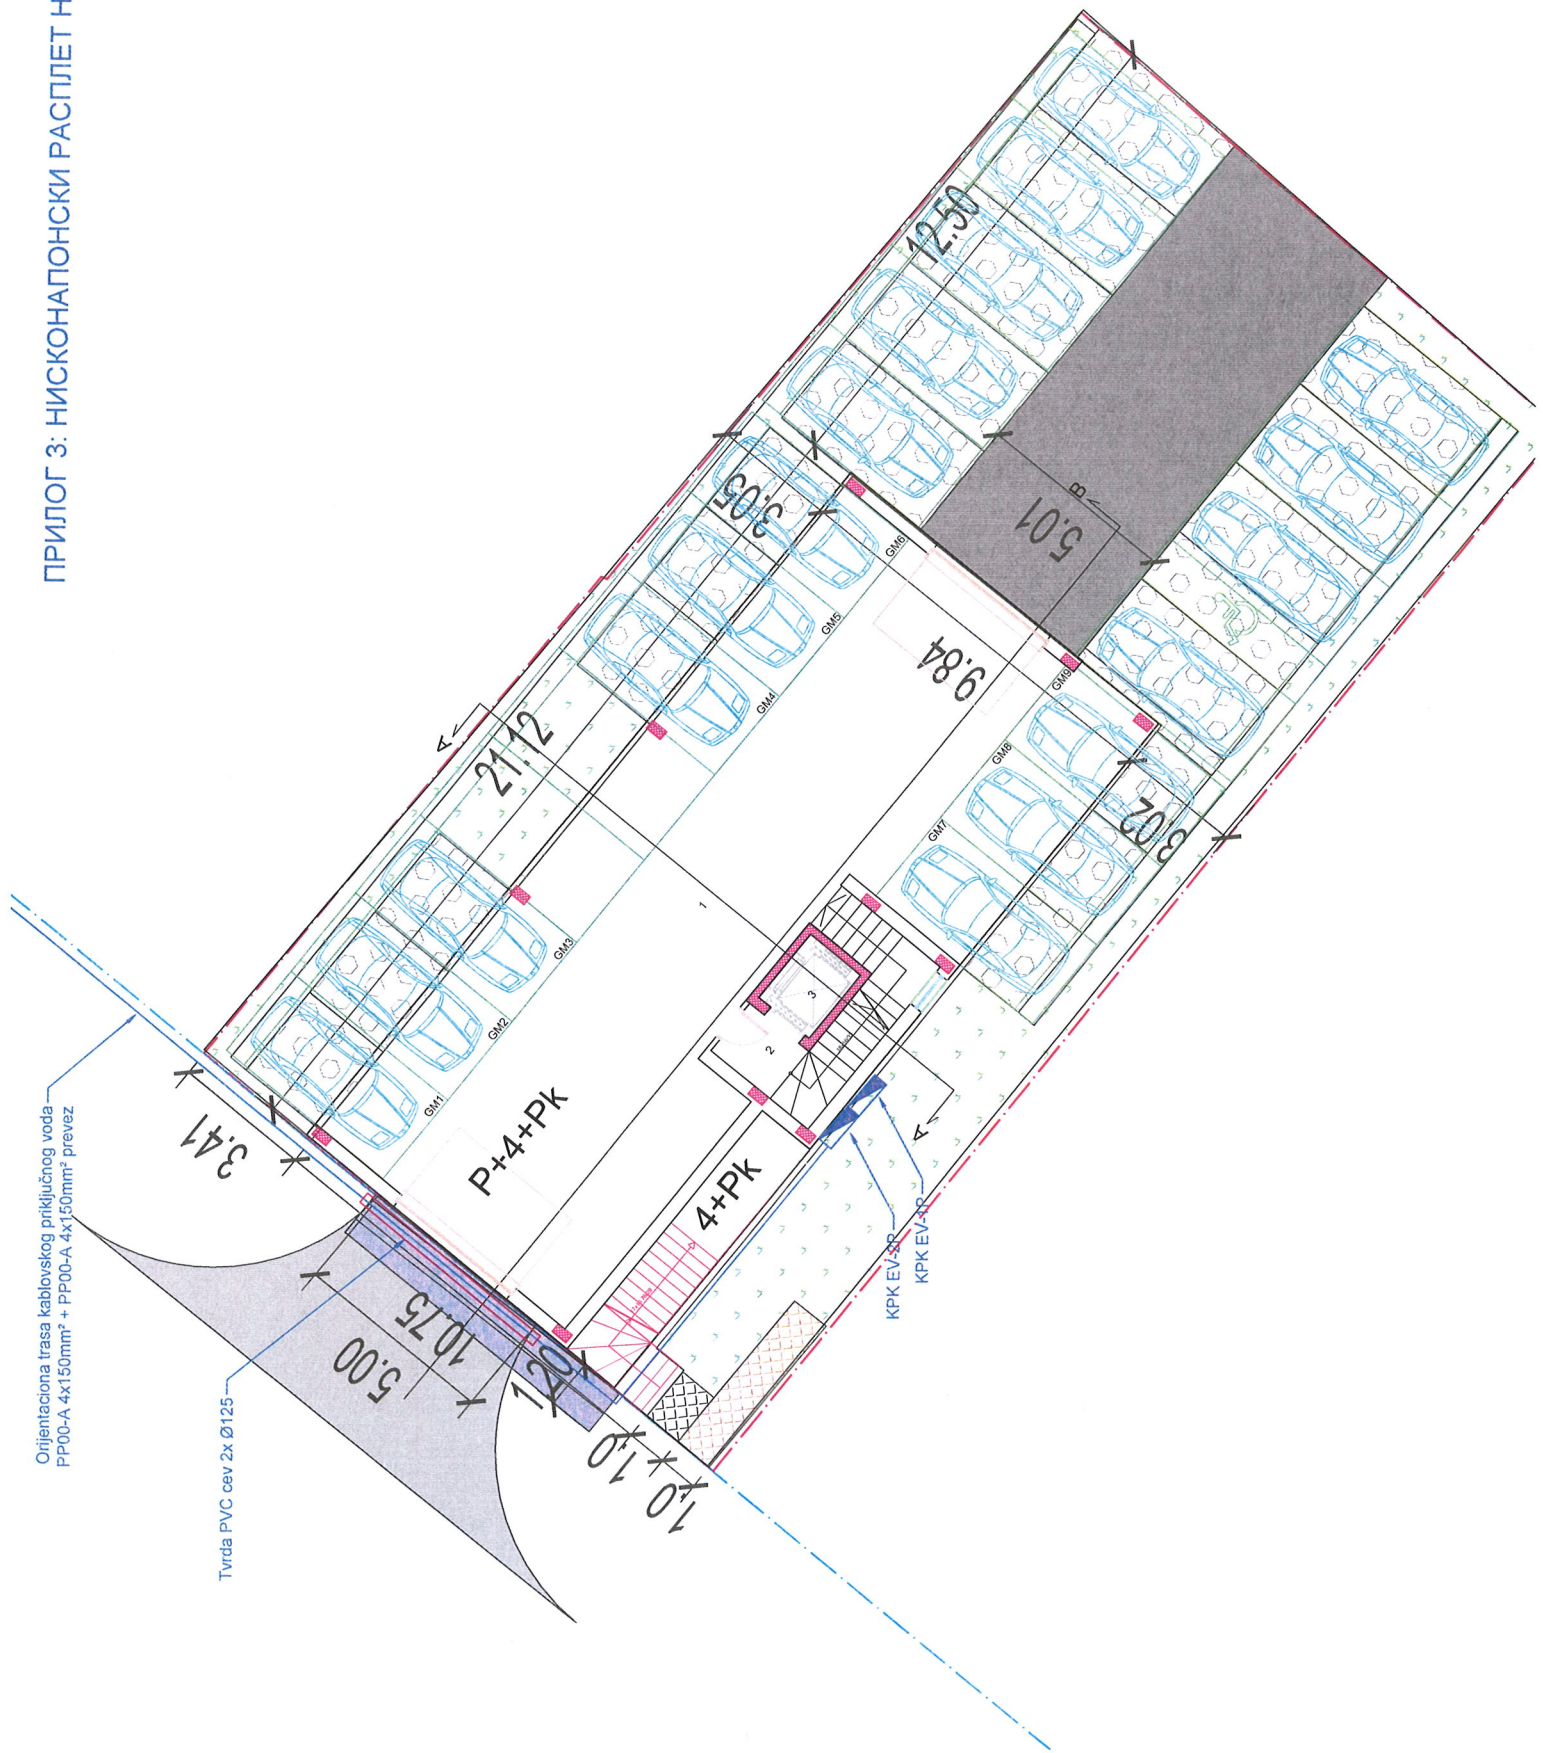 ПРИЛОГ 3: НИСКОНАПОНСКИ РАСПЛЕТ Н
Orijentaciona trasa kablovskog priključnog voda
PP00-A 4x150mm² + PP00-A 4x150mm² prevez
Tvrda PVC cev 2x Ø125
3.41
5.00
10.75
1.20
1,0
1,0
1,0
P+4+Pk
4+Pk
21.12
A
3.05
12.50
5.01
B
9.84
3.02
GM1
GM2
GM3
GM4
GM5
GM6
GM7
GM8
GM9
1
2
3
A
KPK EV-2P
KPK EV-1P